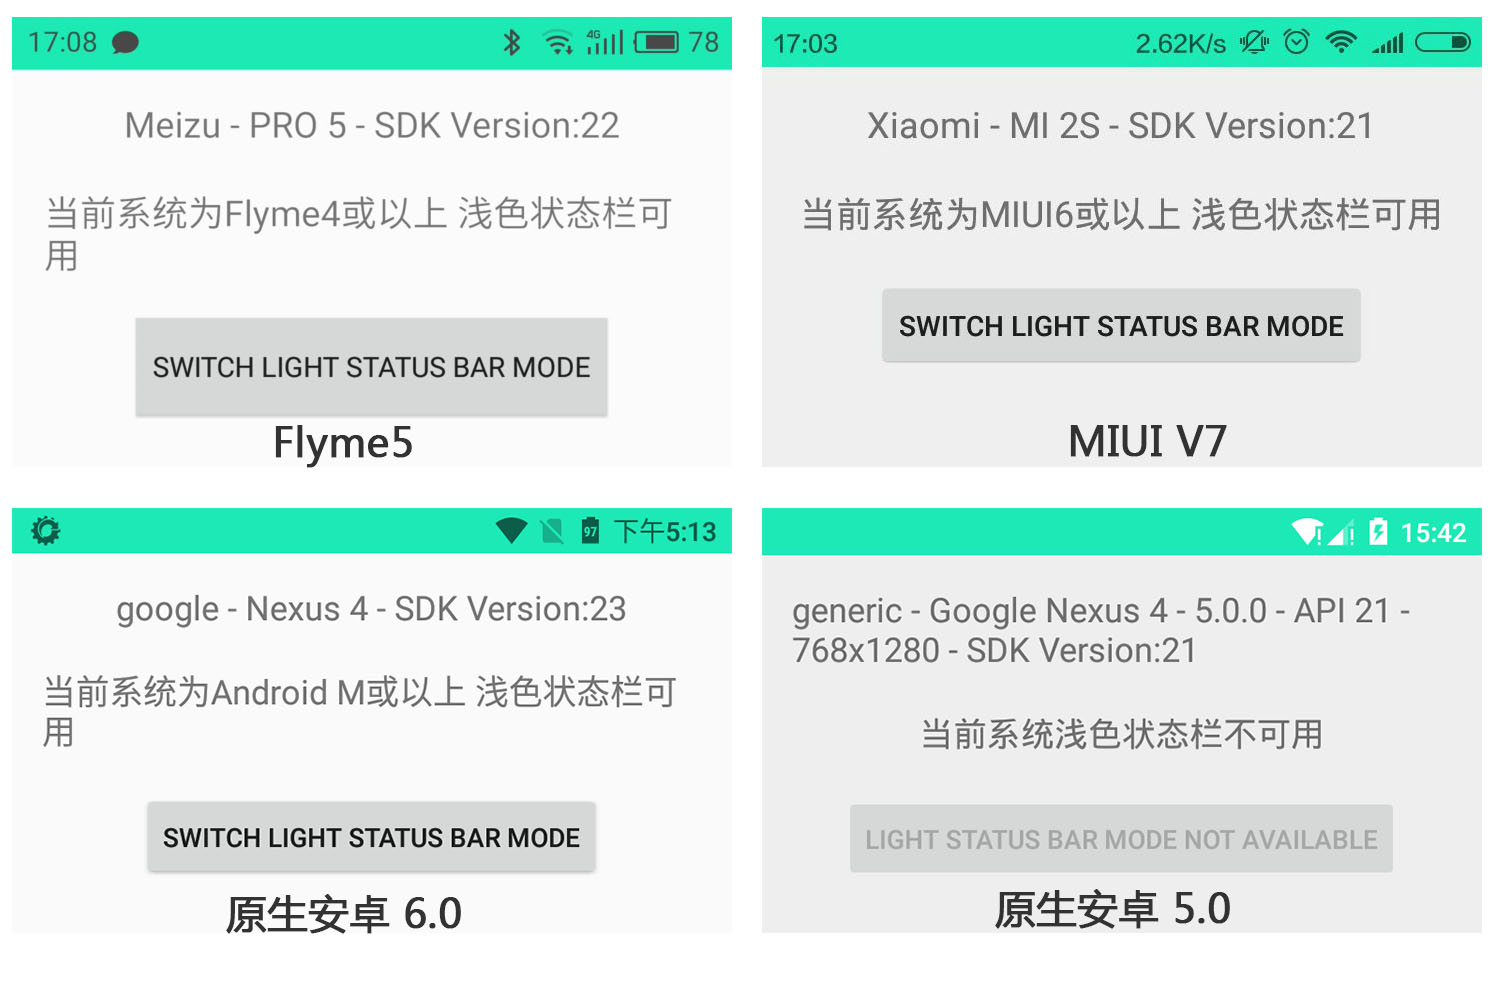 17:08
4G
78
Meizu - PRO 5 - SDK Version:22
当前系统为Flyme4或以上 浅色状态栏可
用
SWITCH LIGHT STATUS BAR MODE
Flyme5
17:03
2.62K/s
Xiaomi - MI 2S - SDK Version:21
当前系统为MIUI6或以上 浅色状态栏可用
SWITCH LIGHT STATUS BAR MODE
MIUI V7
97
下午5:13
google - Nexus 4 - SDK Version:23
当前系统为Android M或以上 浅色状态栏可
用
SWITCH LIGHT STATUS BAR MODE
原生安卓 6.0
15:42
generic - Google Nexus 4 - 5.0.0 - API 21 -
768x1280 - SDK Version:21
当前系统浅色状态栏不可用
LIGHT STATUS BAR MODE NOT AVAILABLE
原生安卓 5.0